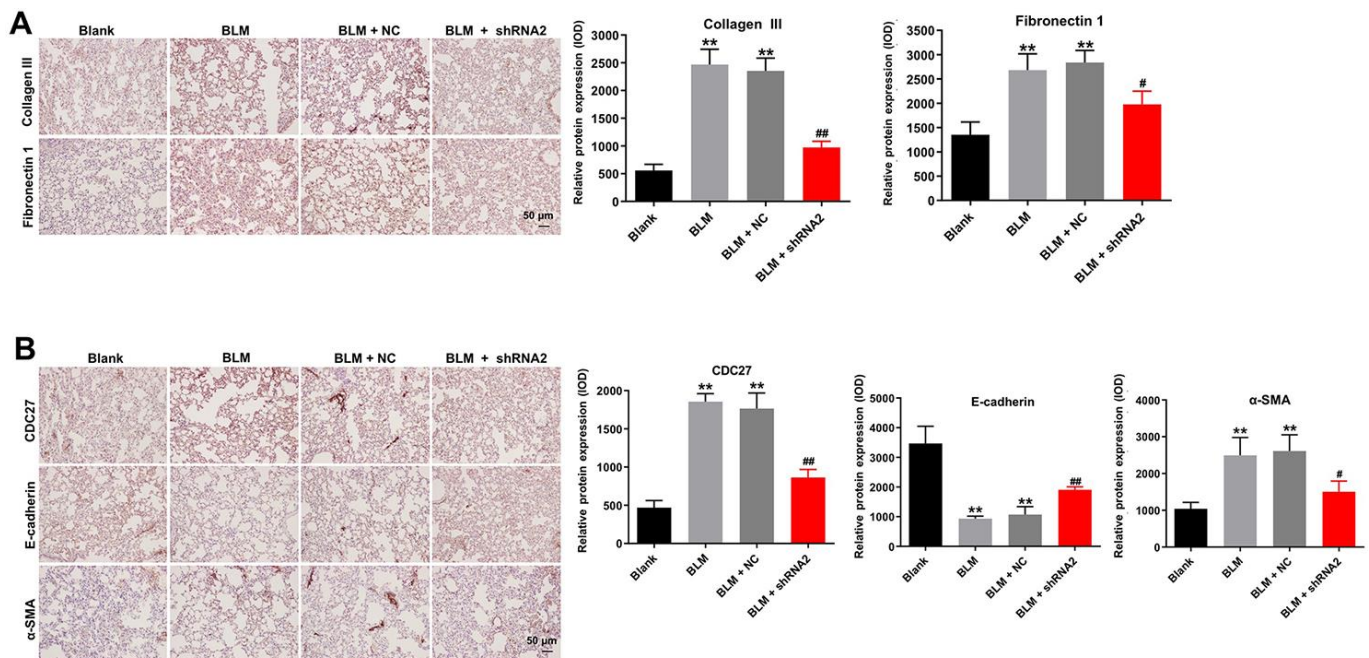 A
Blank BLM BLM + NC BLM + shRNA2
Collagen III
Fibronectin 1
50 μm
Collagen III
Relative protein expression (IOD)
3000
2500
2000
1500
1000
500
0
**
**
##
Blank
BLM
BLM + NC
BLM + shRNA2
Fibronectin 1
Relative protein expression (IOD)
3500
3000
2500
2000
1500
1000
500
0
**
**
#
Blank
BLM
BLM + NC
BLM + shRNA2
B
Blank BLM BLM + NC BLM + shRNA2
CDC27
E-cadherin
α-SMA
50 μm
CDC27
Relative protein expression (IOD)
2000
1500
1000
500
0
**
**
##
Blank
BLM
BLM + NC
BLM + shRNA2
E-cadherin
Relative protein expression (IOD)
5000
4000
3000
2000
1000
0
**
**
##
Blank
BLM
BLM + NC
BLM + shRNA2
α-SMA
Relative protein expression (IOD)
4000
3000
2000
1000
0
**
**
#
Blank
BLM
BLM + NC
BLM + shRNA2